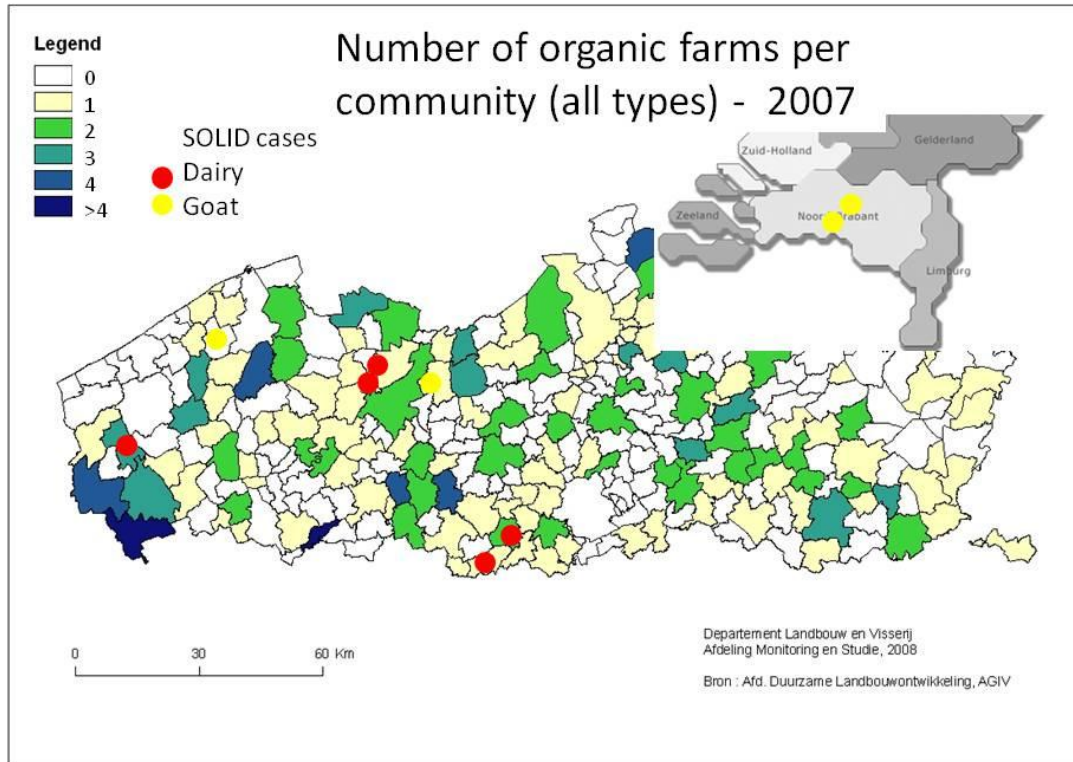 Number of organic farms per
community (all types) - 2007
Legend
0
1
2
3
4
>4
SOLID cases
Dairy
Goat
Zuid-Holland
Gelderland
Zeeland
Limburg
0 30 60 Km
Departement Landbouw en Visserij
Afdeling Monitoring en Studie, 2008
Bron : Afd. Duurzame Landbouwontwikkeling, AGIV